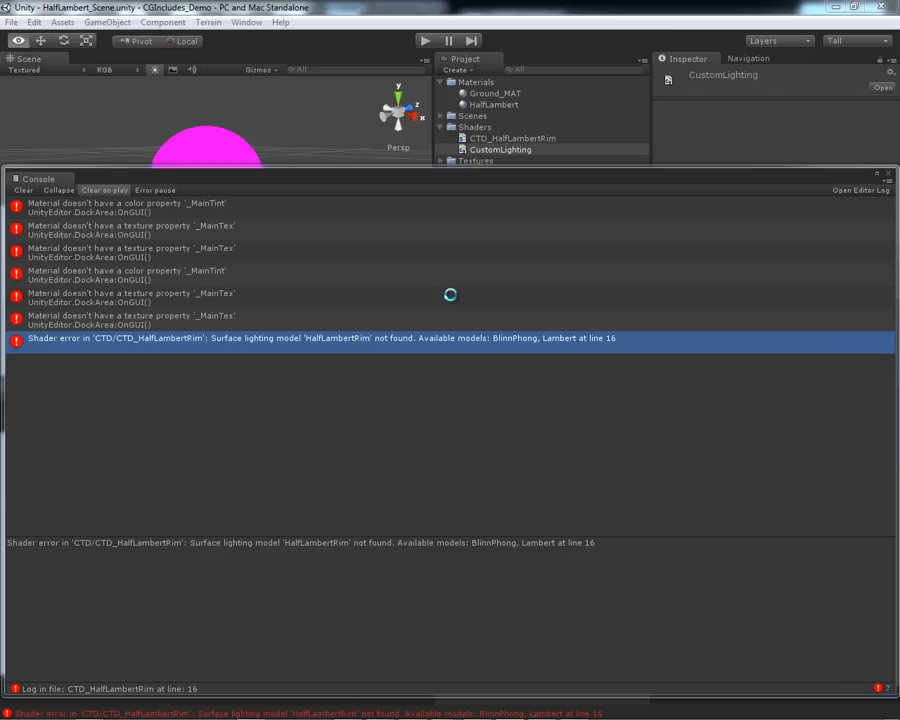 Unity - HalfLambert_Scene.unity - CGIncludes_Demo - PC and Mac Standalone
File Edit Assets GameObject Component Terrain Window Help
Pivot Local Layers Tall
Scene Project Inspector Navigation
Textured RGB Gizmos All Create All
CustomLighting
Open
Materials
Ground_MAT
HalfLambert
Scenes
Shaders
CTD_HalfLambertRim
CustomLighting
Textures
y
z
x
Persp
Console
Clear Collapse Clear on play Error pause Open Editor Log
Material doesn't have a color property '_MainTint'
UnityEditor.DockArea:OnGUI()
Material doesn't have a texture property '_MainTex'
UnityEditor.DockArea:OnGUI()
Material doesn't have a texture property '_MainTex'
UnityEditor.DockArea:OnGUI()
Material doesn't have a color property '_MainTint'
UnityEditor.DockArea:OnGUI()
Material doesn't have a texture property '_MainTex'
UnityEditor.DockArea:OnGUI()
Material doesn't have a texture property '_MainTex'
UnityEditor.DockArea:OnGUI()
Shader error in 'CTD/CTD_HalfLambertRim': Surface lighting model 'HalfLambertRim' not found. Available models: BlinnPhong, Lambert at line 16
Shader error in 'CTD/CTD_HalfLambertRim': Surface lighting model 'HalfLambertRim' not found. Available models: BlinnPhong, Lambert at line 16
Log in file: CTD_HalfLambertRim at line: 16 7
Shader error in 'CTD/CTD_HalfLambertRim': Surface lighting model 'HalfLambertRim' not found. Available models: BlinnPhong, Lambert at line 16